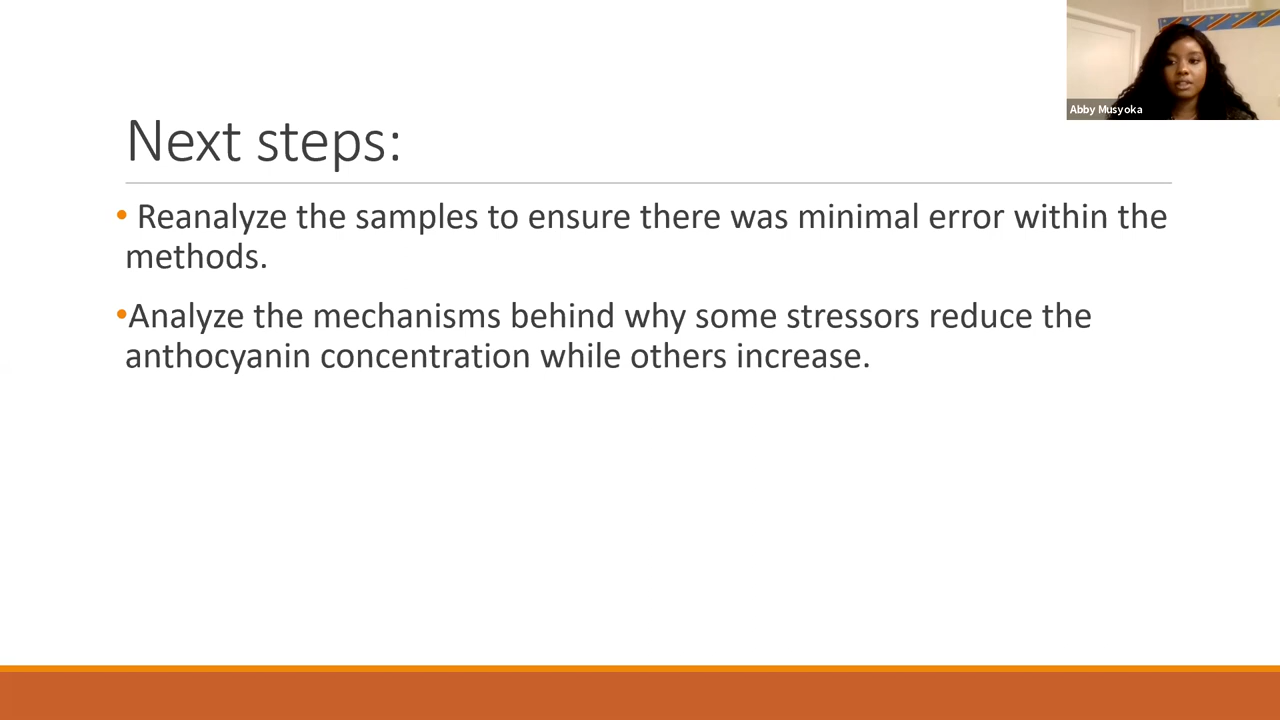 Abby Musyoka
Next steps:
• Reanalyze the samples to ensure there was minimal error within the
methods.
•Analyze the mechanisms behind why some stressors reduce the
anthocyanin concentration while others increase.